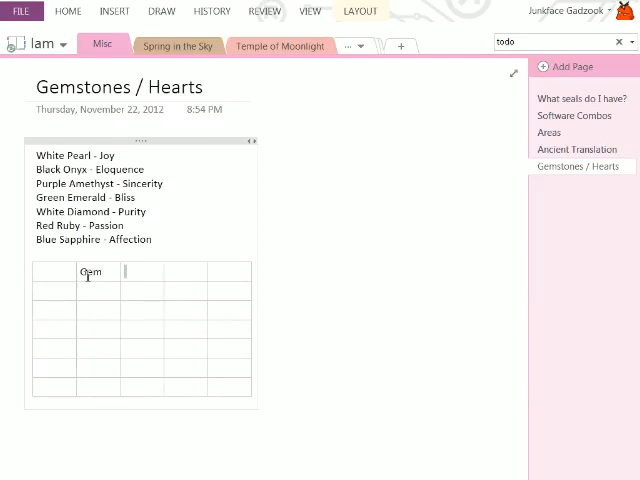 FILE HOME INSERT DRAW HISTORY REVIEW VIEW LAYOUT Junkface Gadzook
Iam Misc Spring in the Sky Temple of Moonlight ... + todo
Gemstones / Hearts
Thursday, November 22, 2012 8:54 PM
White Pearl - Joy
Black Onyx - Eloquence
Purple Amethyst - Sincerity
Green Emerald - Bliss
White Diamond - Purity
Red Ruby - Passion
Blue Sapphire - Affection
Gem
Add Page
What seals do I have?
Software Combos
Areas
Ancient Translation
Gemstones / Hearts